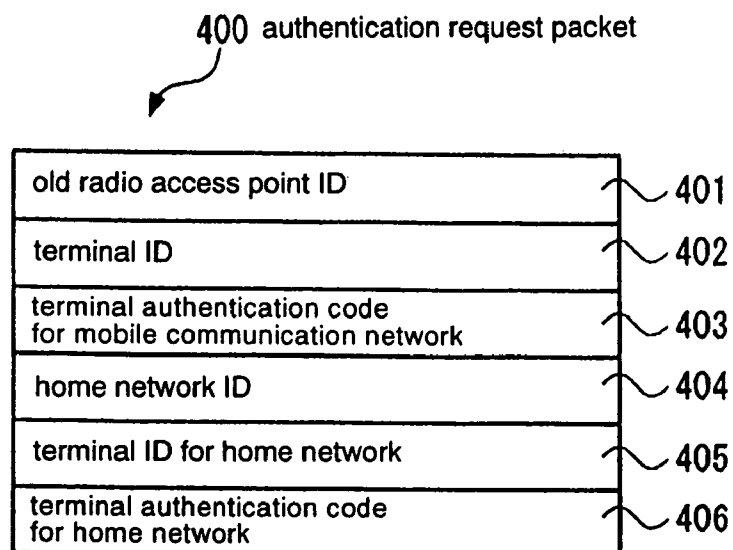 400 authentication request packet
old radio access point ID 401
terminal ID 402
terminal authentication code
for mobile communication network 403
home network ID 404
terminal ID for home network 405
terminal authentication code
for home network 406